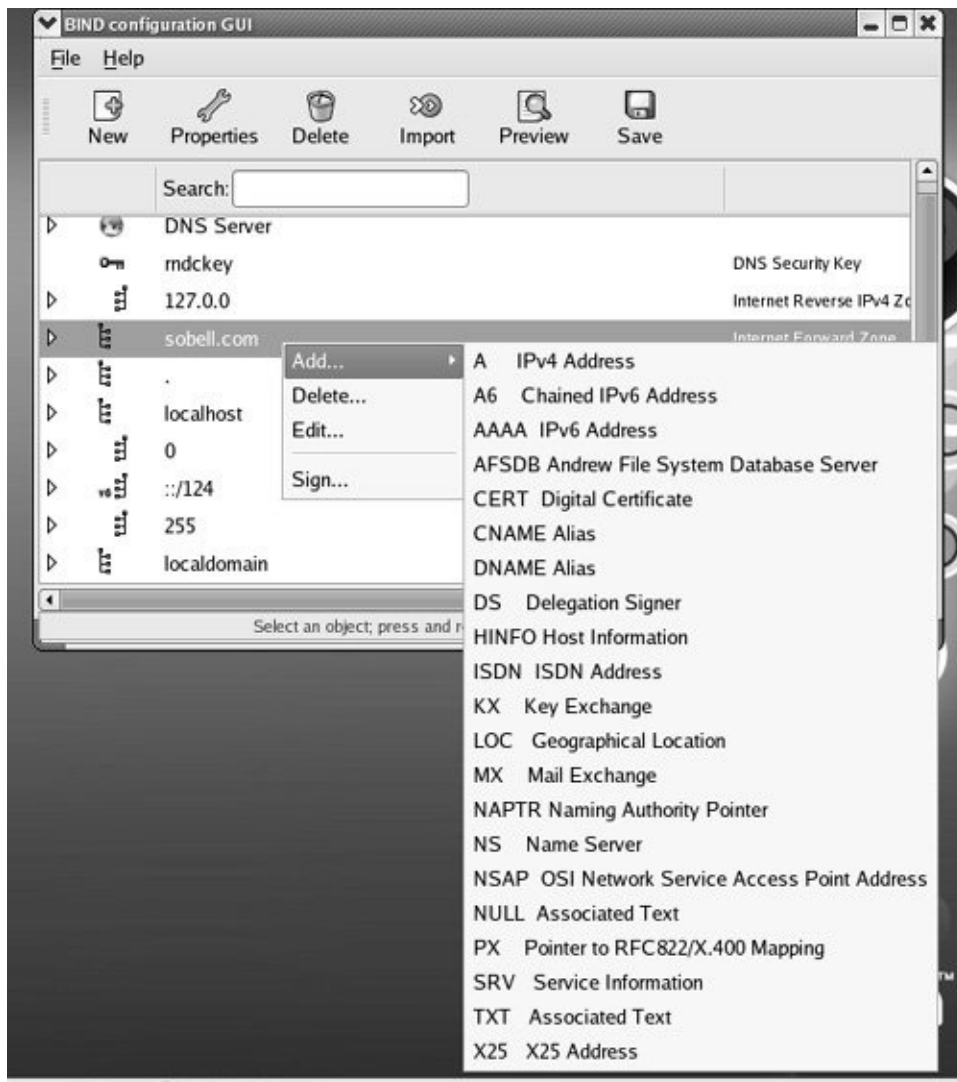 BIND configuration GUI
File Help
New Properties Delete Import Preview Save
Search:
DNS Server
rndckey DNS Security Key
127.0.0 Internet Reverse IPv4 Zo
sobell.com Internet Forward Zone
.
localhost
0
v6 ::/124
255
localdomain
Select an object; press and r
Add...
Delete...
Edit...
Sign...
A IPv4 Address
A6 Chained IPv6 Address
AAAA IPv6 Address
AFSDB Andrew File System Database Server
CERT Digital Certificate
CNAME Alias
DNAME Alias
DS Delegation Signer
HINFO Host Information
ISDN ISDN Address
KX Key Exchange
LOC Geographical Location
MX Mail Exchange
NAPTR Naming Authority Pointer
NS Name Server
NSAP OSI Network Service Access Point Address
NULL Associated Text
PX Pointer to RFC822/X.400 Mapping
SRV Service Information
TXT Associated Text
X25 X25 Address
TM